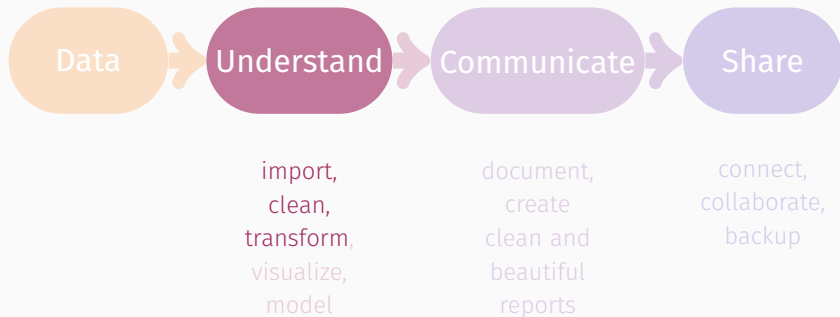 Data
Understand
Communicate
Share
import,
clean,
transform,
visualize,
model
document,
create
clean and
beautiful
reports
connect,
collaborate,
backup